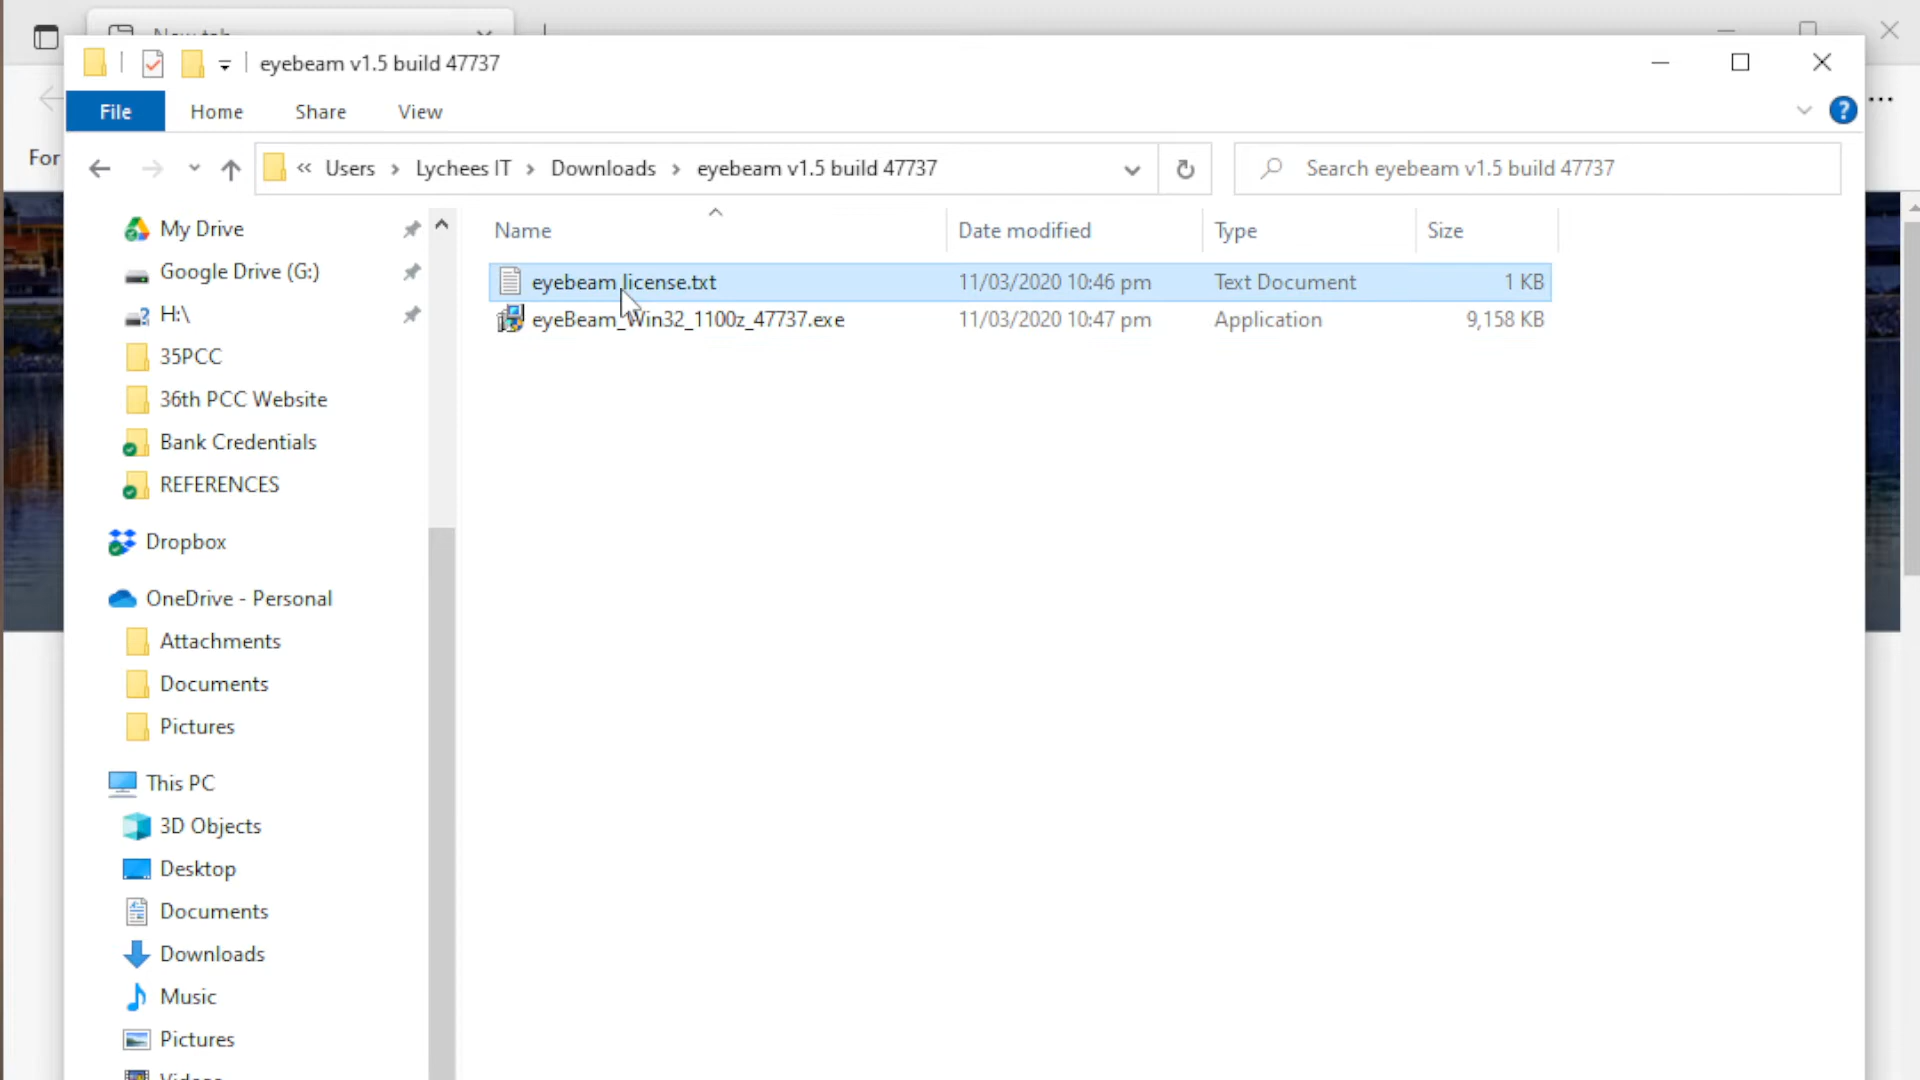 New tab
eyebeam v1.5 build 47737
File Home Share View
?
For
« Users > Lychees IT > Downloads > eyebeam v1.5 build 47737
Search eyebeam v1.5 build 47737
Name Date modified Type Size
eyebeam license.txt 11/03/2020 10:46 pm Text Document 1 KB
eyeBeam_Win32_1100z_47737.exe 11/03/2020 10:47 pm Application 9,158 KB
My Drive
Google Drive (G:)
H:\
35PCC
36th PCC Website
Bank Credentials
REFERENCES
Dropbox
OneDrive - Personal
Attachments
Documents
Pictures
This PC
3D Objects
Desktop
Documents
Downloads
Music
Pictures
Videos